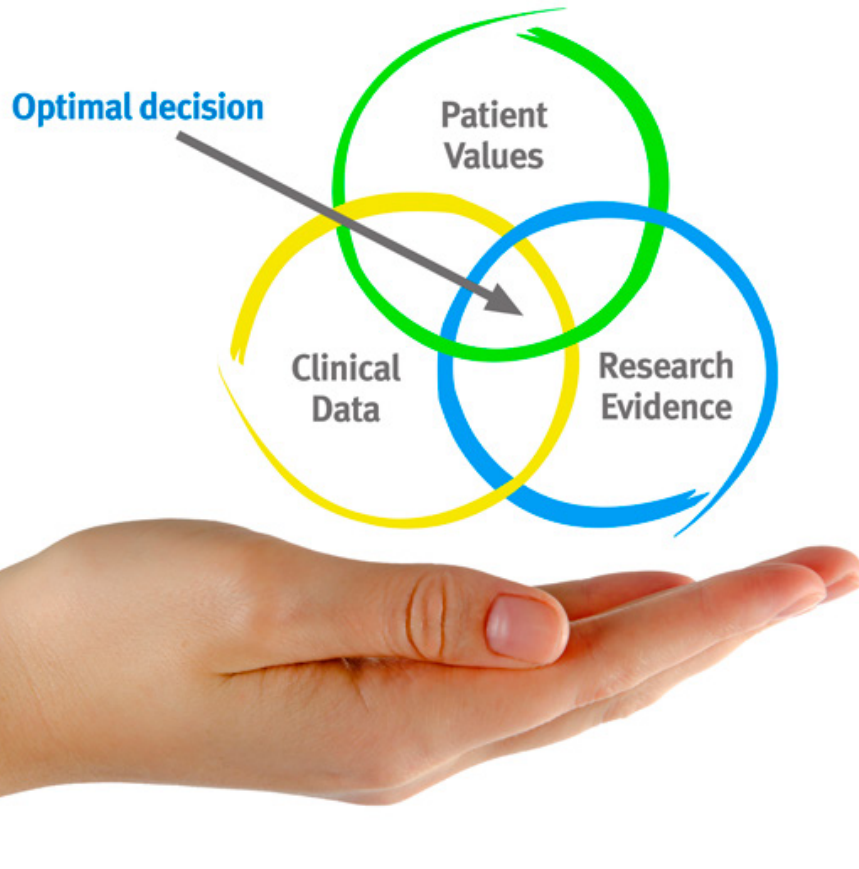 Optimal decision
Patient
Values
Clinical
Data
Research
Evidence